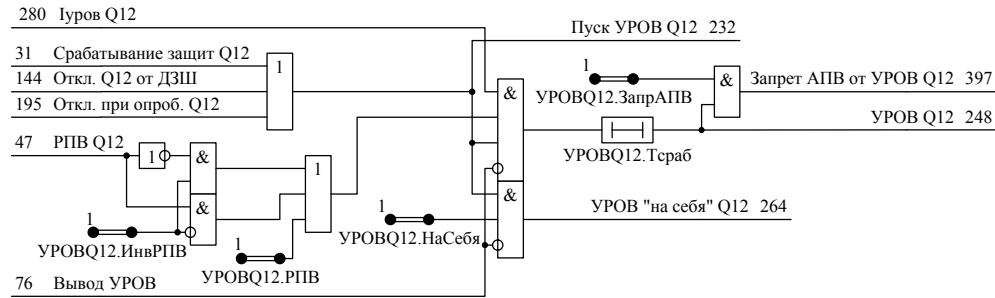 280 Iуров Q12
Пуск УРОВ Q12 232
31 Срабатывание защит Q12
144 Откл. Q12 от ДЗШ
195 Откл. при опроб. Q12
1
1
УРОВQ12.ЗапрАПВ
&
Запрет АПВ от УРОВ Q12 397
&
УРОВ Q12 248
УРОВQ12.Тсраб
47 РПВ Q12
1
&
1
&
&
УРОВ "на себя" Q12 264
1
УРОВQ12.НаСебя
1
УРОВQ12.ИнвРПВ
1
УРОВQ12.РПВ
76 Вывод УРОВ